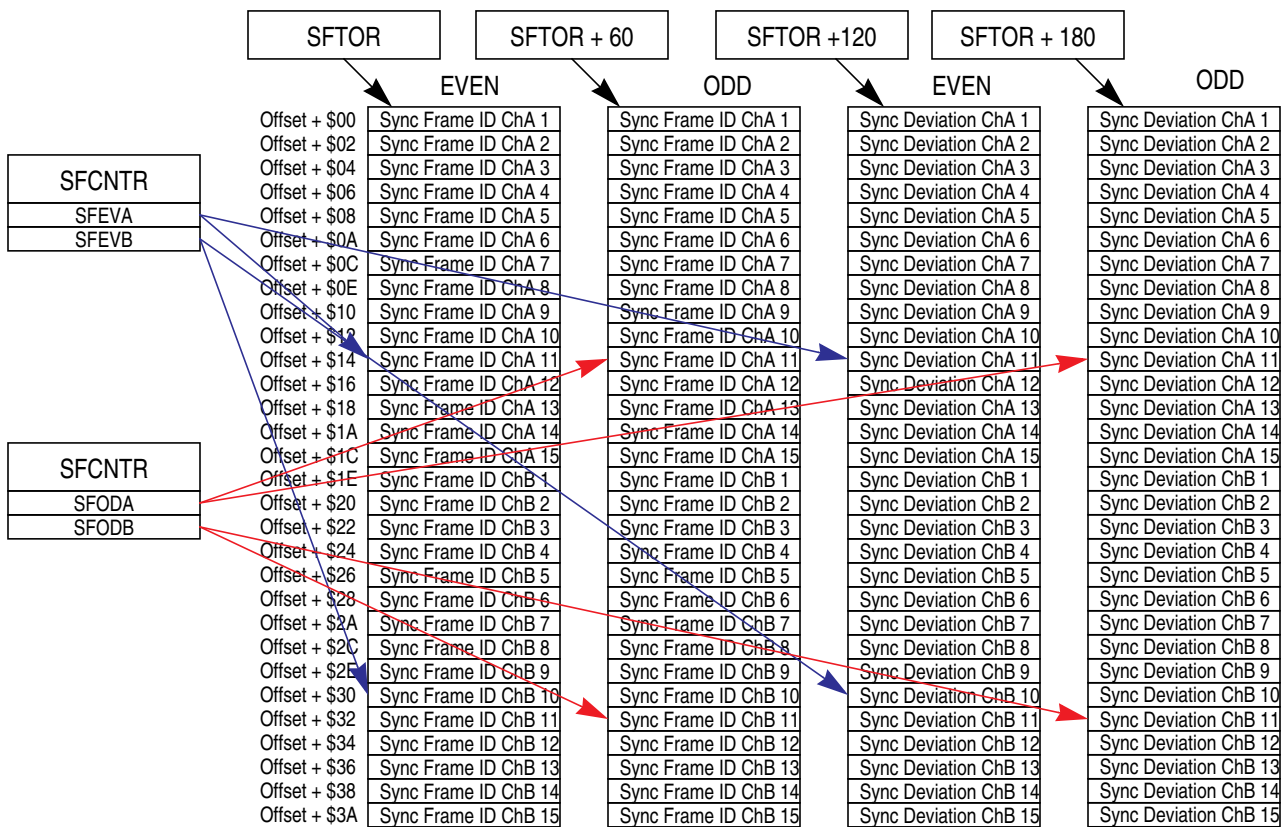 SFTOR SFTOR + 60 SFTOR +120 SFTOR + 180
EVEN ODD EVEN ODD
Offset + $00 Sync Frame ID ChA 1 Sync Frame ID ChA 1 Sync Deviation ChA 1 Sync Deviation ChA 1
Offset + $02 Sync Frame ID ChA 2 Sync Frame ID ChA 2 Sync Deviation ChA 2 Sync Deviation ChA 2
Offset + $04 Sync Frame ID ChA 3 Sync Frame ID ChA 3 Sync Deviation ChA 3 Sync Deviation ChA 3
SFCNTR Offset + $06 Sync Frame ID ChA 4 Sync Frame ID ChA 4 Sync Deviation ChA 4 Sync Deviation ChA 4
SFEVA Offset + $08 Sync Frame ID ChA 5 Sync Frame ID ChA 5 Sync Deviation ChA 5 Sync Deviation ChA 5
SFEVB Offset + $0A Sync Frame ID ChA 6 Sync Frame ID ChA 6 Sync Deviation ChA 6 Sync Deviation ChA 6
Offset + $0C Sync Frame ID ChA 7 Sync Frame ID ChA 7 Sync Deviation ChA 7 Sync Deviation ChA 7
Offset + $0E Sync Frame ID ChA 8 Sync Frame ID ChA 8 Sync Deviation ChA 8 Sync Deviation ChA 8
Offset + $10 Sync Frame ID ChA 9 Sync Frame ID ChA 9 Sync Deviation ChA 9 Sync Deviation ChA 9
Offset + $12 Sync Frame ID ChA 10 Sync Frame ID ChA 10 Sync Deviation ChA 10 Sync Deviation ChA 10
Offset + $14 Sync Frame ID ChA 11 Sync Frame ID ChA 11 Sync Deviation ChA 11 Sync Deviation ChA 11
Offset + $16 Sync Frame ID ChA 12 Sync Frame ID ChA 12 Sync Deviation ChA 12 Sync Deviation ChA 12
Offset + $18 Sync Frame ID ChA 13 Sync Frame ID ChA 13 Sync Deviation ChA 13 Sync Deviation ChA 13
Offset + $1A Sync Frame ID ChA 14 Sync Frame ID ChA 14 Sync Deviation ChA 14 Sync Deviation ChA 14
SFCNTR Offset + $1C Sync Frame ID ChA 15 Sync Frame ID ChA 15 Sync Deviation ChA 15 Sync Deviation ChA 15
Offset + $1E Sync Frame ID ChB 1 Sync Frame ID ChB 1 Sync Deviation ChB 1 Sync Deviation ChB 1
SFODA Offset + $20 Sync Frame ID ChB 2 Sync Frame ID ChB 2 Sync Deviation ChB 2 Sync Deviation ChB 2
SFODB Offset + $22 Sync Frame ID ChB 3 Sync Frame ID ChB 3 Sync Deviation ChB 3 Sync Deviation ChB 3
Offset + $24 Sync Frame ID ChB 4 Sync Frame ID ChB 4 Sync Deviation ChB 4 Sync Deviation ChB 4
Offset + $26 Sync Frame ID ChB 5 Sync Frame ID ChB 5 Sync Deviation ChB 5 Sync Deviation ChB 5
Offset + $28 Sync Frame ID ChB 6 Sync Frame ID ChB 6 Sync Deviation ChB 6 Sync Deviation ChB 6
Offset + $2A Sync Frame ID ChB 7 Sync Frame ID ChB 7 Sync Deviation ChB 7 Sync Deviation ChB 7
Offset + $2C Sync Frame ID ChB 8 Sync Frame ID ChB 8 Sync Deviation ChB 8 Sync Deviation ChB 8
Offset + $2E Sync Frame ID ChB 9 Sync Frame ID ChB 9 Sync Deviation ChB 9 Sync Deviation ChB 9
Offset + $30 Sync Frame ID ChB 10 Sync Frame ID ChB 10 Sync Deviation ChB 10 Sync Deviation ChB 10
Offset + $32 Sync Frame ID ChB 11 Sync Frame ID ChB 11 Sync Deviation ChB 11 Sync Deviation ChB 11
Offset + $34 Sync Frame ID ChB 12 Sync Frame ID ChB 12 Sync Deviation ChB 12 Sync Deviation ChB 12
Offset + $36 Sync Frame ID ChB 13 Sync Frame ID ChB 13 Sync Deviation ChB 13 Sync Deviation ChB 13
Offset + $38 Sync Frame ID ChB 14 Sync Frame ID ChB 14 Sync Deviation ChB 14 Sync Deviation ChB 14
Offset + $3A Sync Frame ID ChB 15 Sync Frame ID ChB 15 Sync Deviation ChB 15 Sync Deviation ChB 15